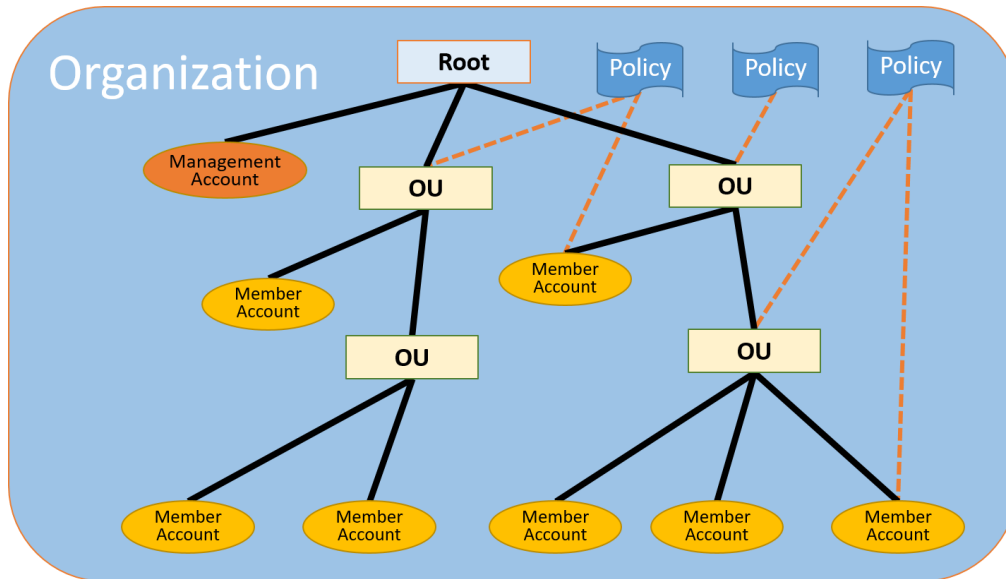 Organization
Root
Policy
Policy
Policy
Management
Account
OU
OU
Member
Account
Member
Account
OU
OU
Member
Account
Member
Account
Member
Account
Member
Account
Member
Account